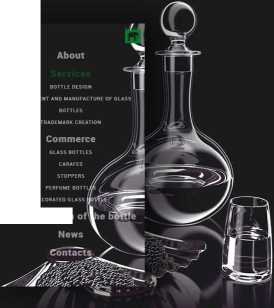 About
Services
BOTTLE DESIGN
NT AND MANUFACTURE OF GLASS
BOTTLES
TRADEMARK CREATION
Commerce
GLASS BOTTLES
CARAFES
STOPPERS
PERFUME BOTTLES
CORATED GLASS
of the bottle
News
Contacts